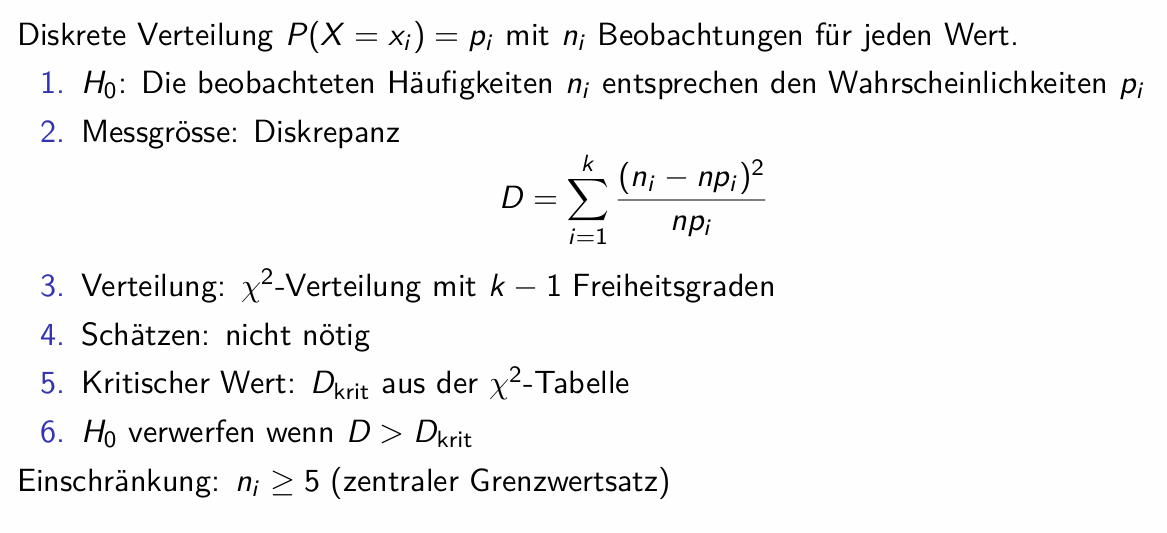 Diskrete Verteilung P(X = x_i) = p_i mit n_i Beobachtungen für jeden Wert.
1. H_0: Die beobachteten Häufigkeiten n_i entsprechen den Wahrscheinlichkeiten p_i
2. Messgrösse: Diskrepanz
D = \sum_{i=1}^{k} \frac{(n_i − np_i)^2}{np_i}
3. Verteilung: χ^2-Verteilung mit k − 1 Freiheitsgraden
4. Schätzen: nicht nötig
5. Kritischer Wert: D_krit aus der χ^2-Tabelle
6. H_0 verwerfen wenn D > D_krit
Einschränkung: n_i ≥ 5 (zentraler Grenzwertsatz)